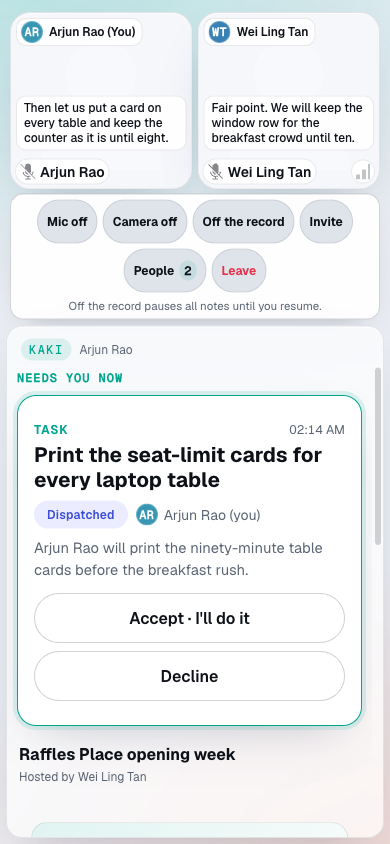 AR Arjun Rao (You)
WT Wei Ling Tan
Then let us put a card on
every table and keep the
counter as it is until eight.
Fair point. We will keep the
window row for the
breakfast crowd until ten.
Arjun Rao
Wei Ling Tan
Mic off
Camera off
Off the record
Invite
People 2
Leave
Off the record pauses all notes until you resume.
KAKI Arjun Rao
NEEDS YOU NOW
TASK 02:14 AM
Print the seat-limit cards for
every laptop table
Dispatched AR Arjun Rao (you)
Arjun Rao will print the ninety-minute table
cards before the breakfast rush.
Accept · I'll do it
Decline
Raffles Place opening week
Hosted by Wei Ling Tan